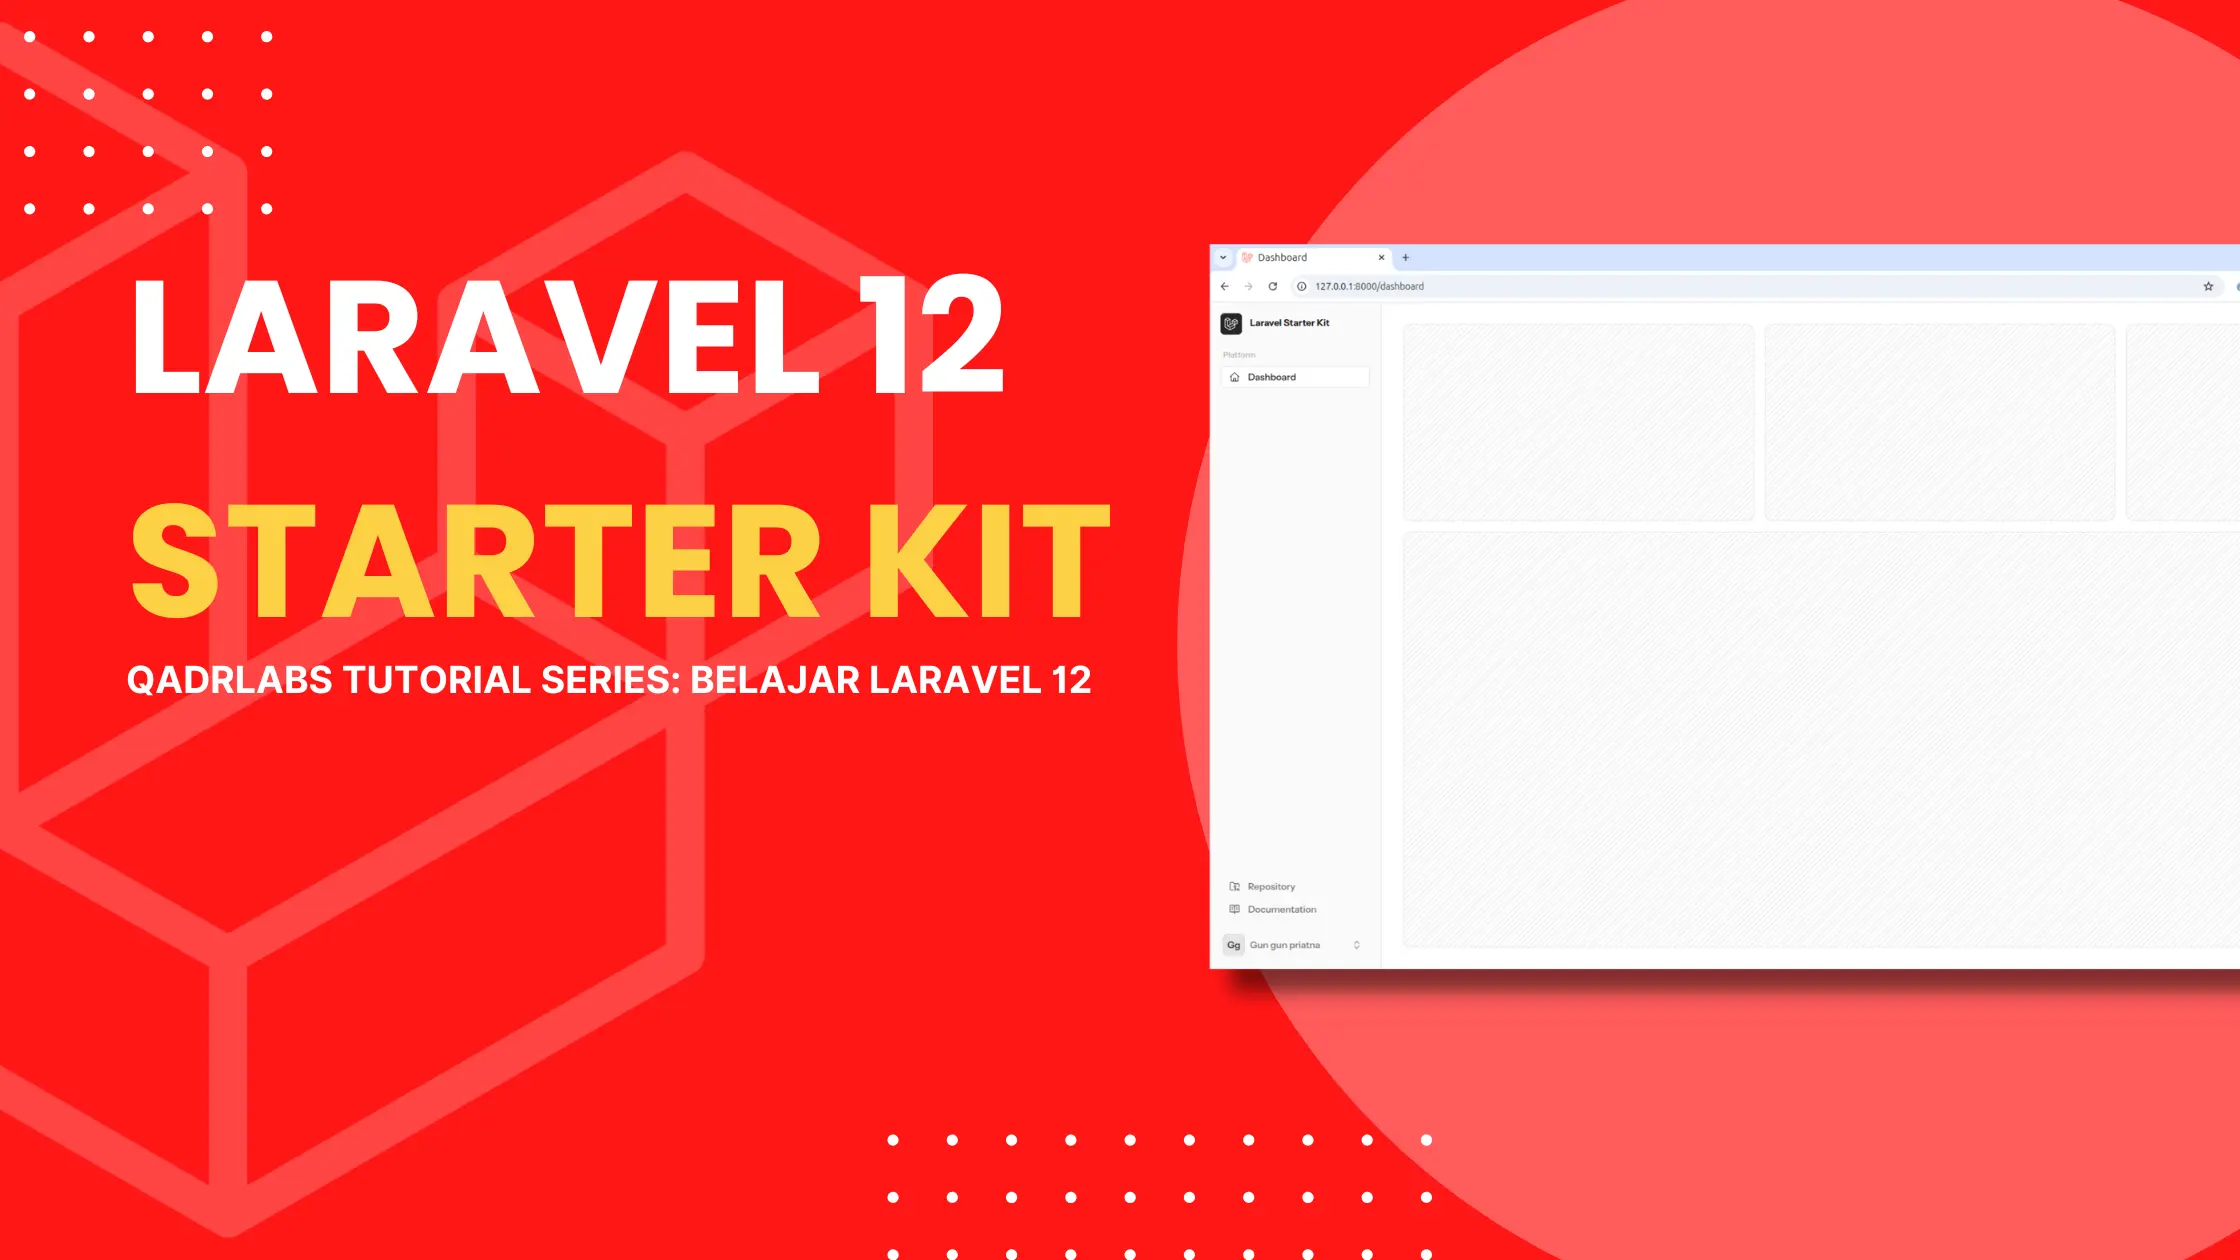 LARAVEL 12
STARTER KIT
QADRLABS TUTORIAL SERIES: BELAJAR LARAVEL 12
Dashboard
127.0.0.1:8000/dashboard
Laravel Starter Kit
Platform
Dashboard
Repository
Documentation
Gg Gun gun priatna